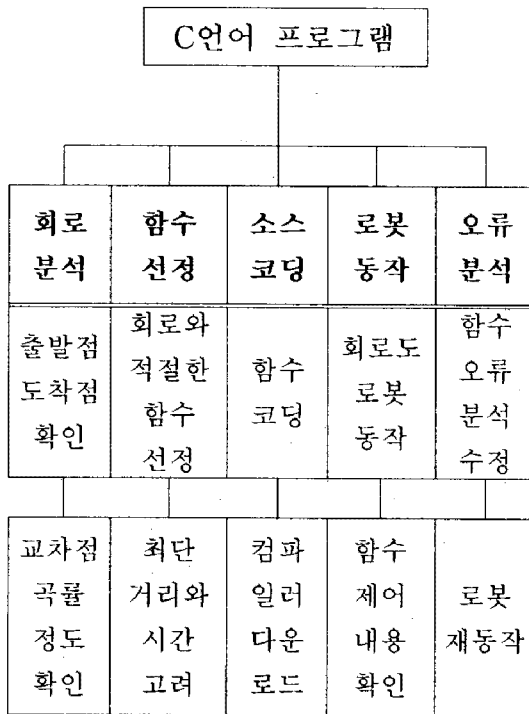 C언어 프로그램
회로
분석
함수
선정
소스
코딩
로봇
동작
오류
분석
출발점
도착점
확인
회로와
적절한
함수
선정
함수
코딩
회로도
로봇
동작
함수
오류
분석
수정
교차점
곡률
정도
확인
최단
거리와
시간
고려
컴파
일러
다운
로드
함수
제어
내용
확인
로봇
재동작